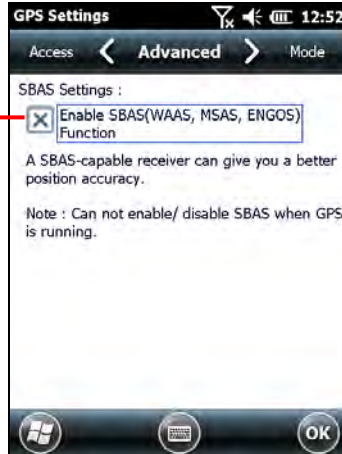 GPS Settings 12:52
Access Advanced Mode
SBAS Settings :
Enable SBAS(WAAS, MSAS, ENGOS)
Function
A SBAS-capable receiver can give you a better
position accuracy.
Note : Can not enable/ disable SBAS when GPS
is running.
OK